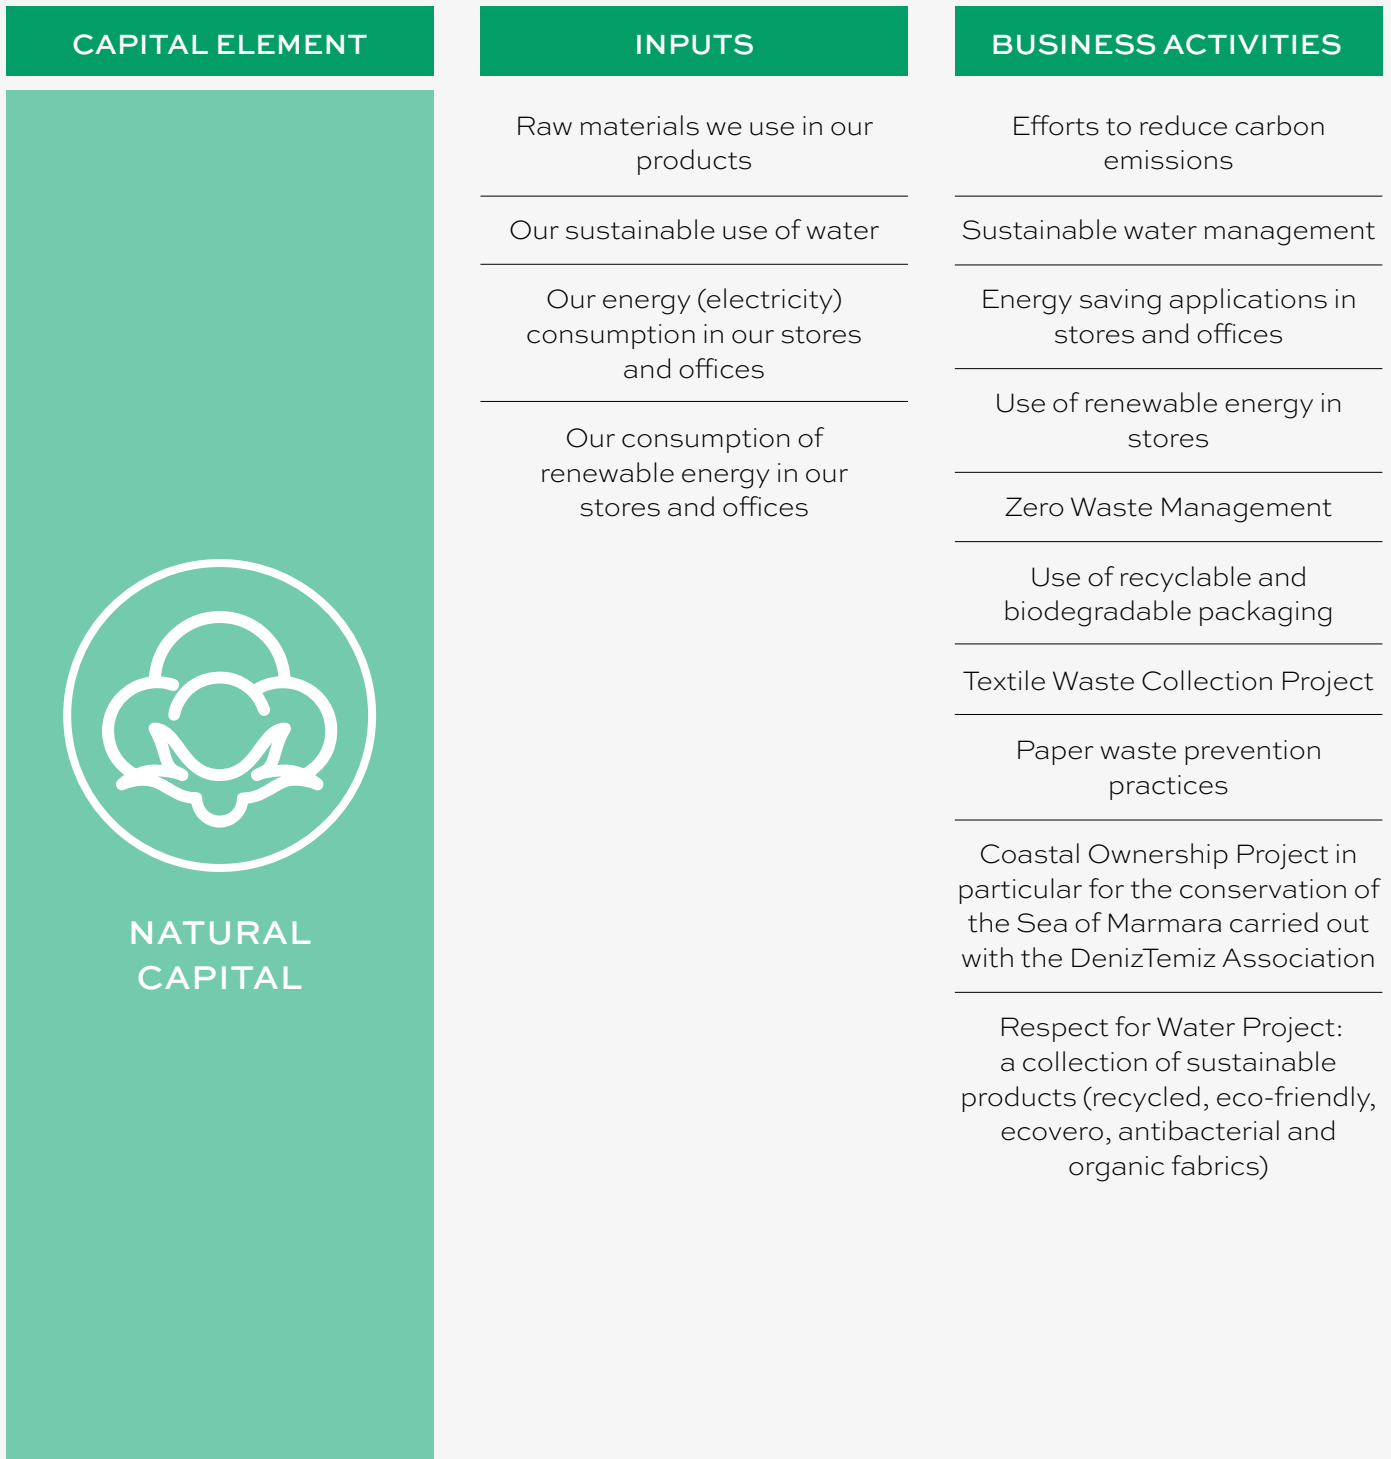 CAPITAL ELEMENT
NATURAL
CAPITAL
INPUTS
Raw materials we use in our
products
Our sustainable use of water
Our energy (electricity)
consumption in our stores
and offices
Our consumption of
renewable energy in our
stores and offices
BUSINESS ACTIVITIES
Efforts to reduce carbon
emissions
Sustainable water management
Energy saving applications in
stores and offices
Use of renewable energy in
stores
Zero Waste Management
Use of recyclable and
biodegradable packaging
Textile Waste Collection Project
Paper waste prevention
practices
Coastal Ownership Project in
particular for the conservation of
the Sea of Marmara carried out
with the DenizTemiz Association
Respect for Water Project:
a collection of sustainable
products (recycled, eco-friendly,
ecovero, antibacterial and
organic fabrics)